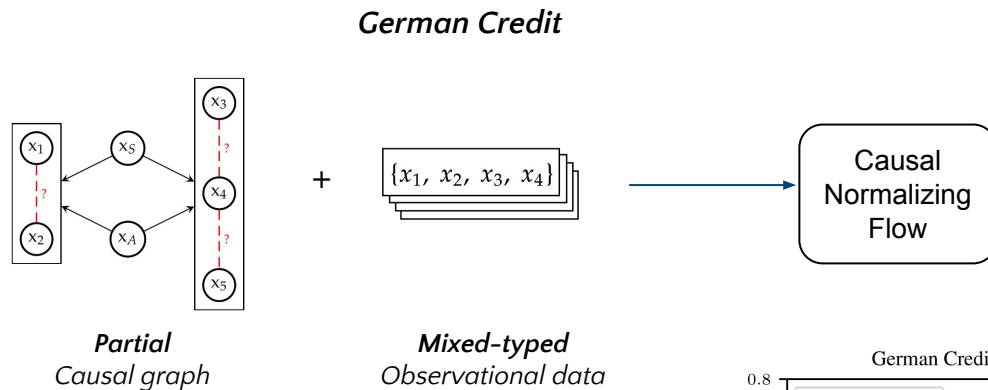 German Credit
x3
x1
xS
?
?
x4
+
{x1, x2, x3, x4}
Causal
Normalizing
Flow
x2
xA
?
x5
Partial
Causal graph
Mixed-typed
Observational data
German Credi
0.8